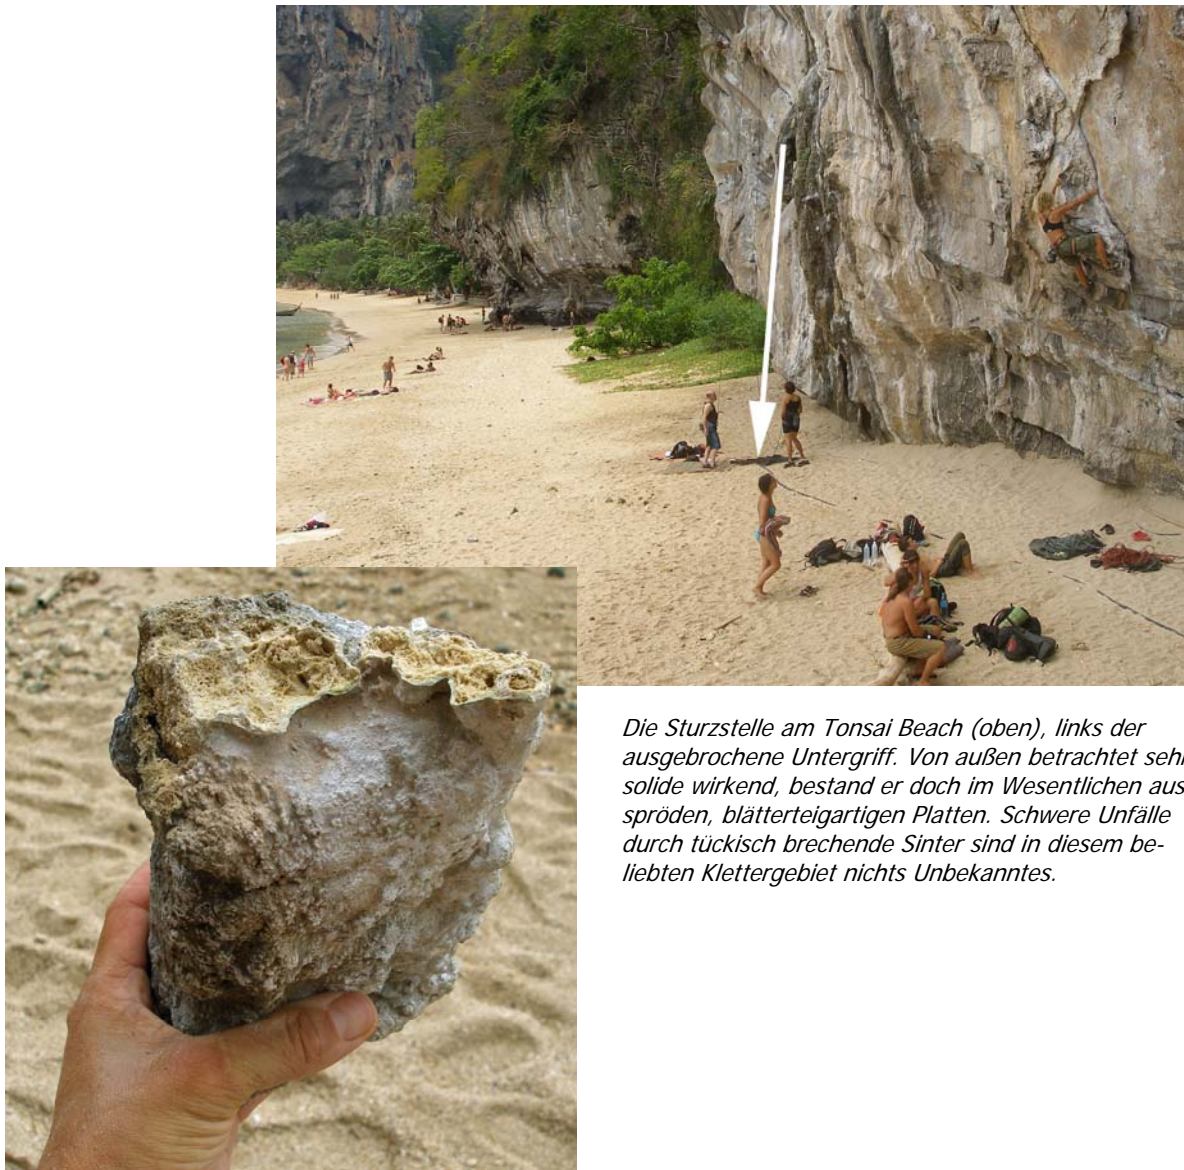 Die Sturzstelle am Tonsai Beach (oben), links der
ausgebrochene Untergriff. Von außen betrachtet sehr
solide wirkend, bestand er doch im Wesentlichen aus
spröden, blätterteigartigen Platten. Schwere Unfälle
durch tückisch brechende Sinter sind in diesem be-
liebten Klettergebiet nichts Unbekanntes.